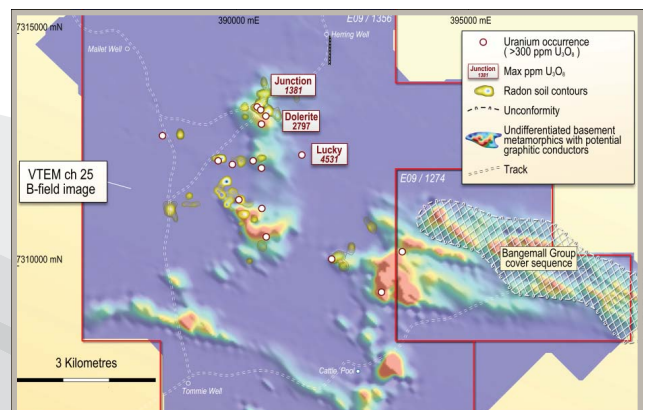 390000 mE
E09 / 1356
395000 mE
7315000 mN
Mallet Well
Herring Well
Junction
1381
Dolerite
2797
Lucky
4531
VTEM ch 25
B-field image
E09 / 1274
7310000 mN
Bangemall Group
cover sequence
3 Kilometres
Cattle Pool
Tommie Well
Uranium occurrence
( >300 ppm U₃O₈ )
Junction
1381
Max ppm U₃O₈
Radon soil contours
Unconformity
Undifferentiated basement
metamorphics with potential
graphitic conductors
Track